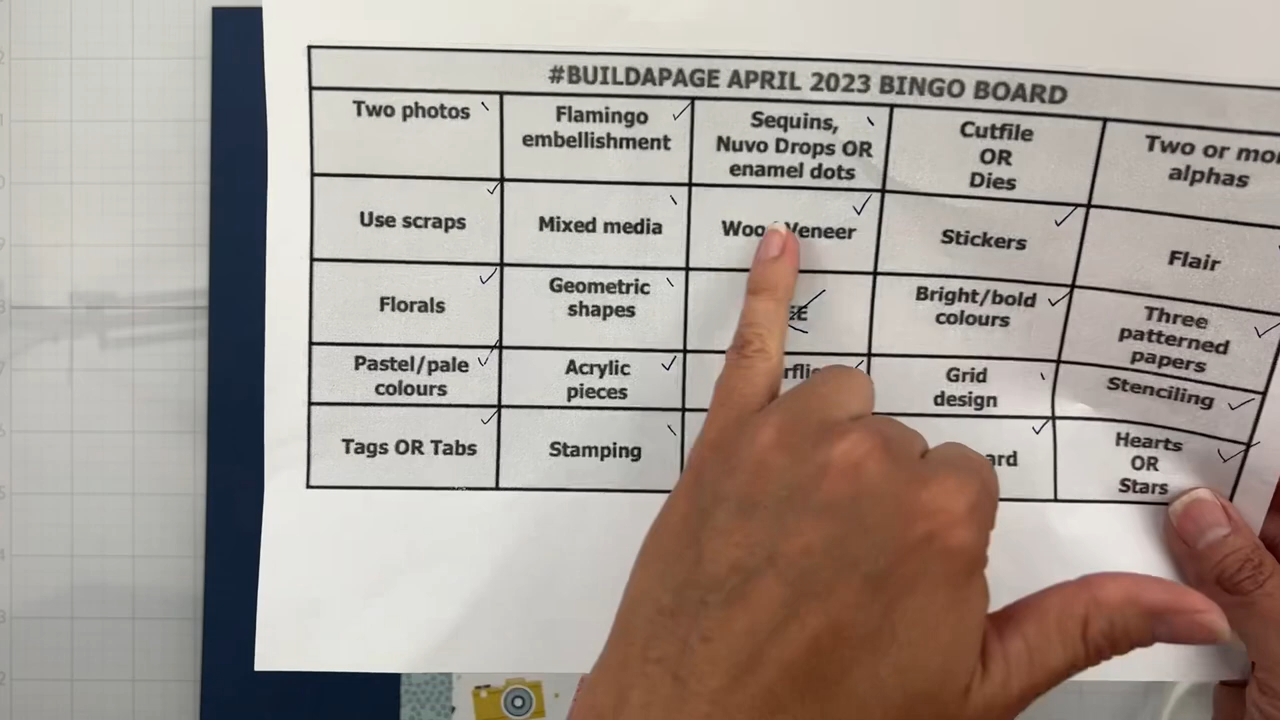 #BUILDAPAGE APRIL 2023 BINGO BOARD
Two photos
Flamingo
embellishment
Sequins,
Nuvo Drops OR
enamel dots
Cutfile
OR
Dies
Two or
alphas
Use scraps
Mixed media
Veneer
Stickers
Flair
Florals
Geometric
shapes
Bright/bold
colours
Three
patterned
papers
Pastel/pale
colours
Acrylic
pieces
Grid
design
Stenciling
Tags OR Tabs
Stamping
Hearts
OR
Stars